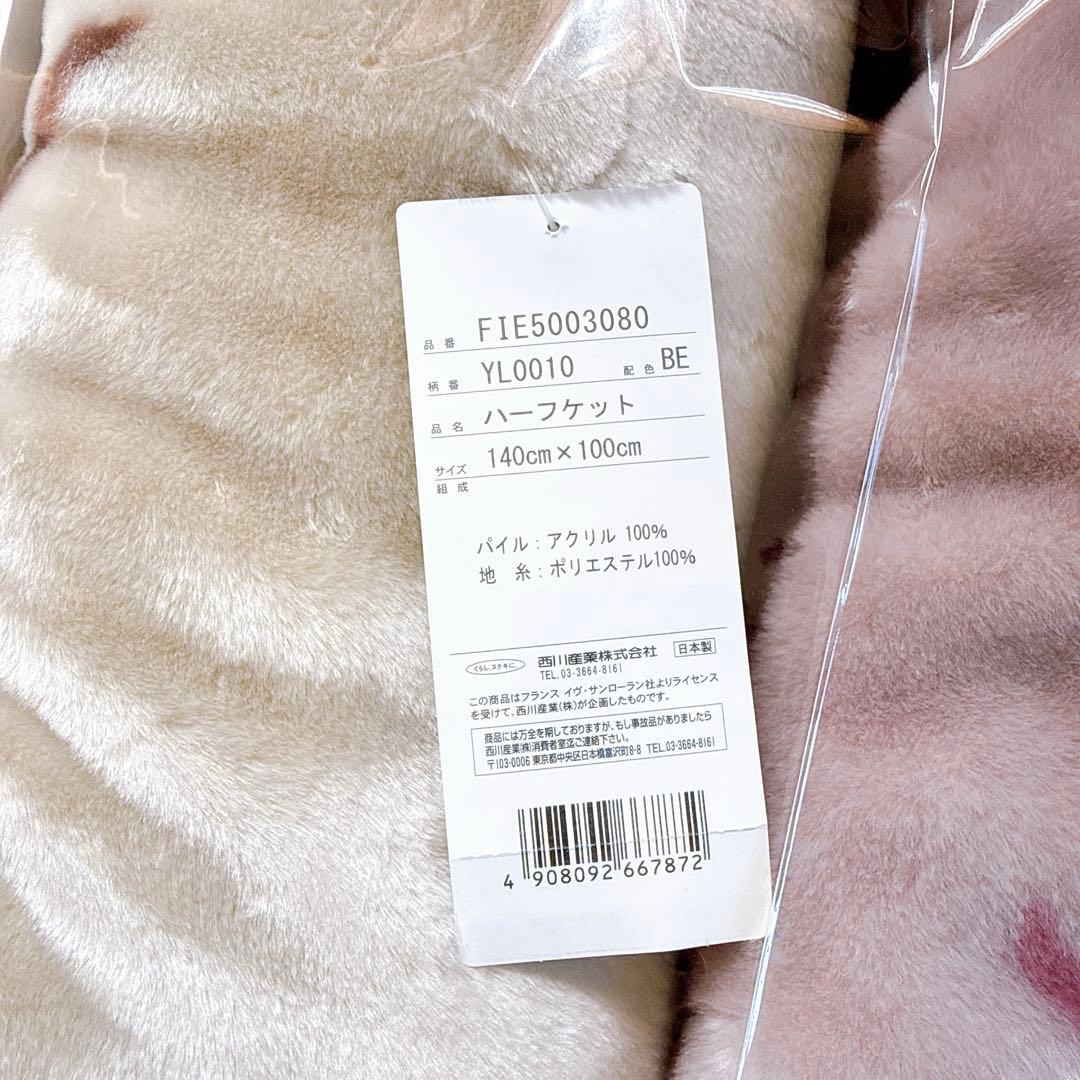 品番 FIE5003080
柄番 YL0010 配色 BE
品名 ハーフケット
サイズ 140cm×100cm
組成
パイル:アクリル 100%
地 糸:ポリエステル100%
くらし、ステキに。 西川産業株式会社 日本製
TEL.03-3664-8161
この商品はフランス イヴ・サンローラン社よりライセンス
を受けて、西川産業(株)が企画したものです。
商品には万全を期しておりますが、もし事故品がありましたら
西川産業(株)消費者室迄ご連絡下さい。
〒103-0006 東京都中央区日本橋富沢町8-8 TEL.03-3664-8161
4 908092 667872